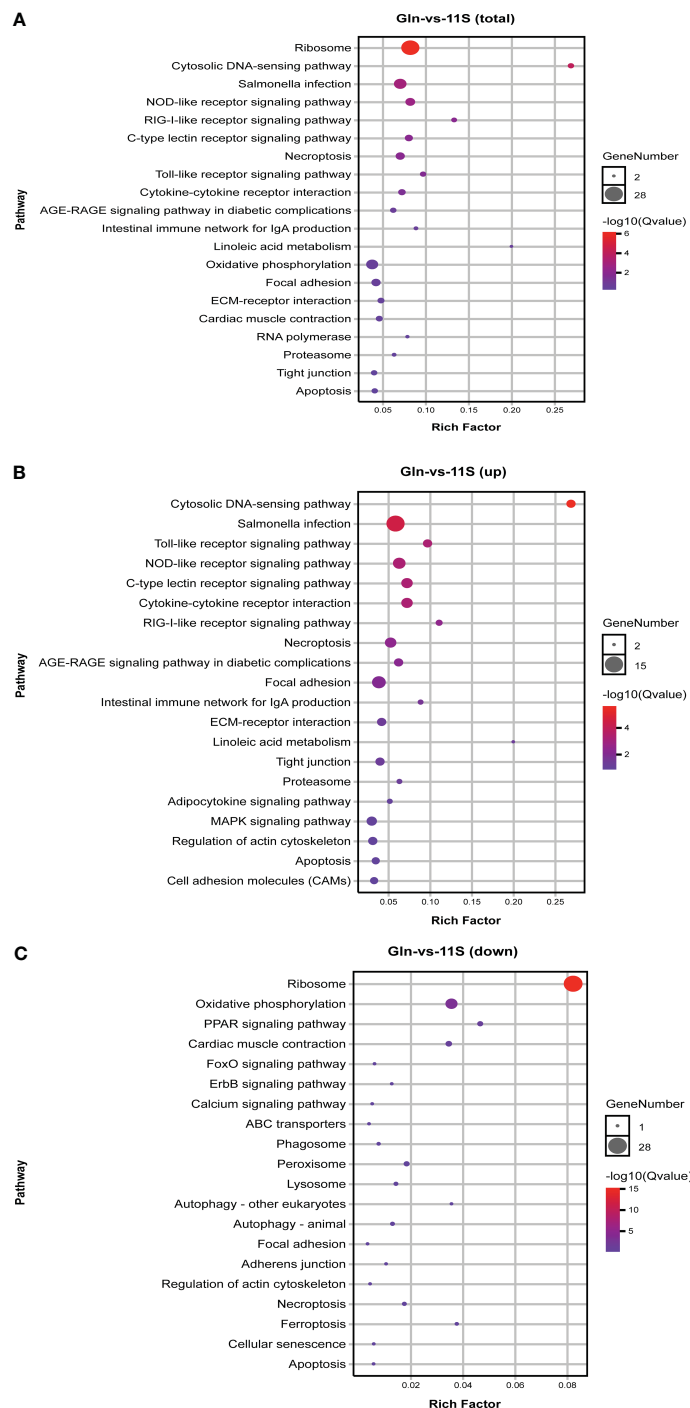 A
Gln-vs-11S (total)
Pathway
Ribosome
Cytosolic DNA-sensing pathway
Salmonella infection
NOD-like receptor signaling pathway
RIG-I-like receptor signaling pathway
C-type lectin receptor signaling pathway
Necroptosis
Toll-like receptor signaling pathway
Cytokine-cytokine receptor interaction
AGE-RAGE signaling pathway in diabetic complications
Intestinal immune network for IgA production
Linoleic acid metabolism
Oxidative phosphorylation
Focal adhesion
ECM-receptor interaction
Cardiac muscle contraction
RNA polymerase
Proteasome
Tight junction
Apoptosis
0.05 0.10 0.15 0.20 0.25
Rich Factor
GeneNumber
2
28
-log10(Qvalue)
6
4
2
B
Gln-vs-11S (up)
Pathway
Cytosolic DNA-sensing pathway
Salmonella infection
Toll-like receptor signaling pathway
NOD-like receptor signaling pathway
C-type lectin receptor signaling pathway
Cytokine-cytokine receptor interaction
RIG-I-like receptor signaling pathway
Necroptosis
AGE-RAGE signaling pathway in diabetic complications
Focal adhesion
Intestinal immune network for IgA production
ECM-receptor interaction
Linoleic acid metabolism
Tight junction
Proteasome
Adipocytokine signaling pathway
MAPK signaling pathway
Regulation of actin cytoskeleton
Apoptosis
Cell adhesion molecules (CAMs)
0.05 0.10 0.15 0.20 0.25
Rich Factor
GeneNumber
2
15
-log10(Qvalue)
4
2
C
Gln-vs-11S (down)
Pathway
Ribosome
Oxidative phosphorylation
PPAR signaling pathway
Cardiac muscle contraction
FoxO signaling pathway
ErbB signaling pathway
Calcium signaling pathway
ABC transporters
Phagosome
Peroxisome
Lysosome
Autophagy - other eukaryotes
Autophagy - animal
Focal adhesion
Adherens junction
Regulation of actin cytoskeleton
Necroptosis
Ferroptosis
Cellular senescence
Apoptosis
0.02 0.04 0.06 0.08
Rich Factor
GeneNumber
1
28
-log10(Qvalue)
15
10
5